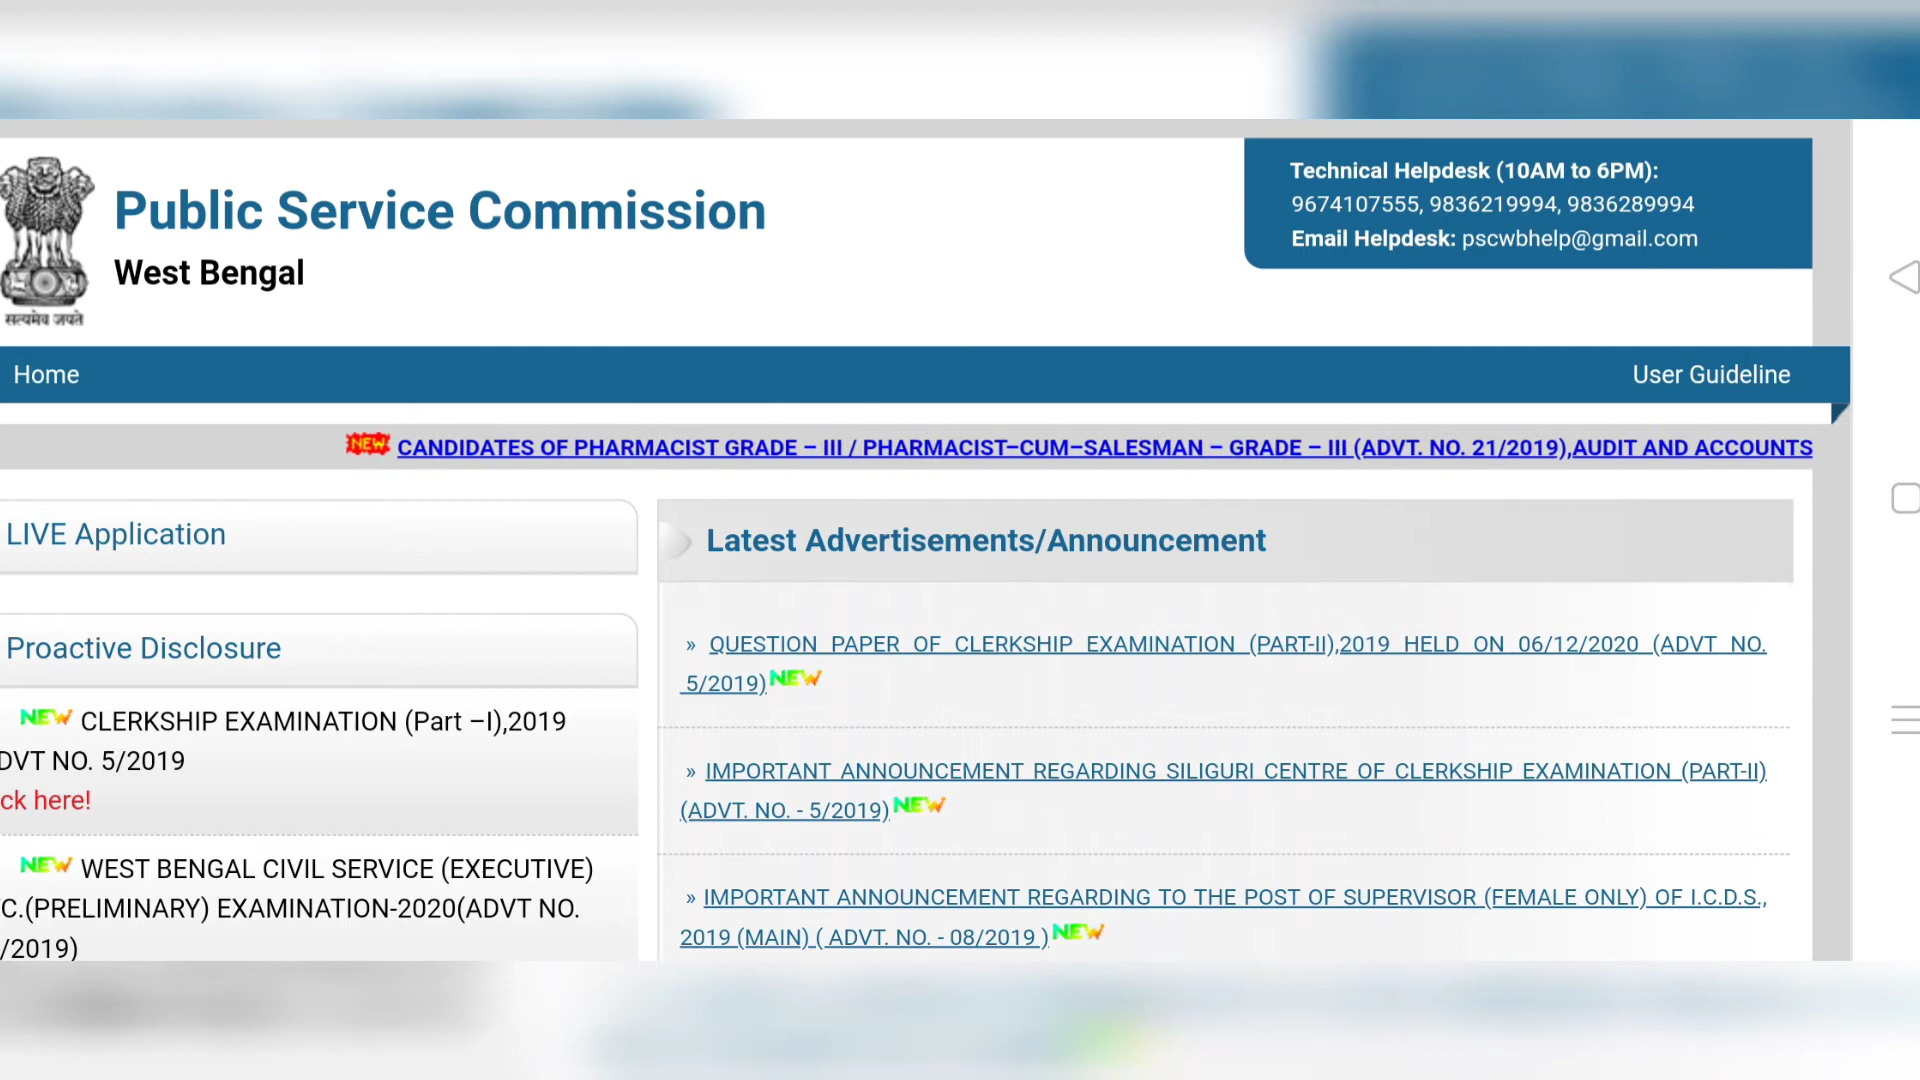 Technical Helpdesk (10AM to 6PM):
9674107555, 9836219994, 9836289994
Email Helpdesk: pscwbhelp@gmail.com
Public Service Commission
West Bengal
सत्यमेव जयते
Home
User Guideline
NEW CANDIDATES OF PHARMACIST GRADE – III / PHARMACIST–CUM–SALESMAN – GRADE – III (ADVT. NO. 21/2019),AUDIT AND ACCOUNTS
LIVE Application
Proactive Disclosure
NEW CLERKSHIP EXAMINATION (Part –I),2019
DVT NO. 5/2019
ck here!
NEW WEST BENGAL CIVIL SERVICE (EXECUTIVE)
C.(PRELIMINARY) EXAMINATION-2020(ADVT NO.
/2019)
Latest Advertisements/Announcement
» QUESTION PAPER OF CLERKSHIP EXAMINATION (PART-II),2019 HELD ON 06/12/2020 (ADVT NO.
5/2019) NEW
» IMPORTANT ANNOUNCEMENT REGARDING SILIGURI CENTRE OF CLERKSHIP EXAMINATION (PART-II)
(ADVT. NO. - 5/2019) NEW
» IMPORTANT ANNOUNCEMENT REGARDING TO THE POST OF SUPERVISOR (FEMALE ONLY) OF I.C.D.S.,
2019 (MAIN) ( ADVT. NO. - 08/2019 ) NEW